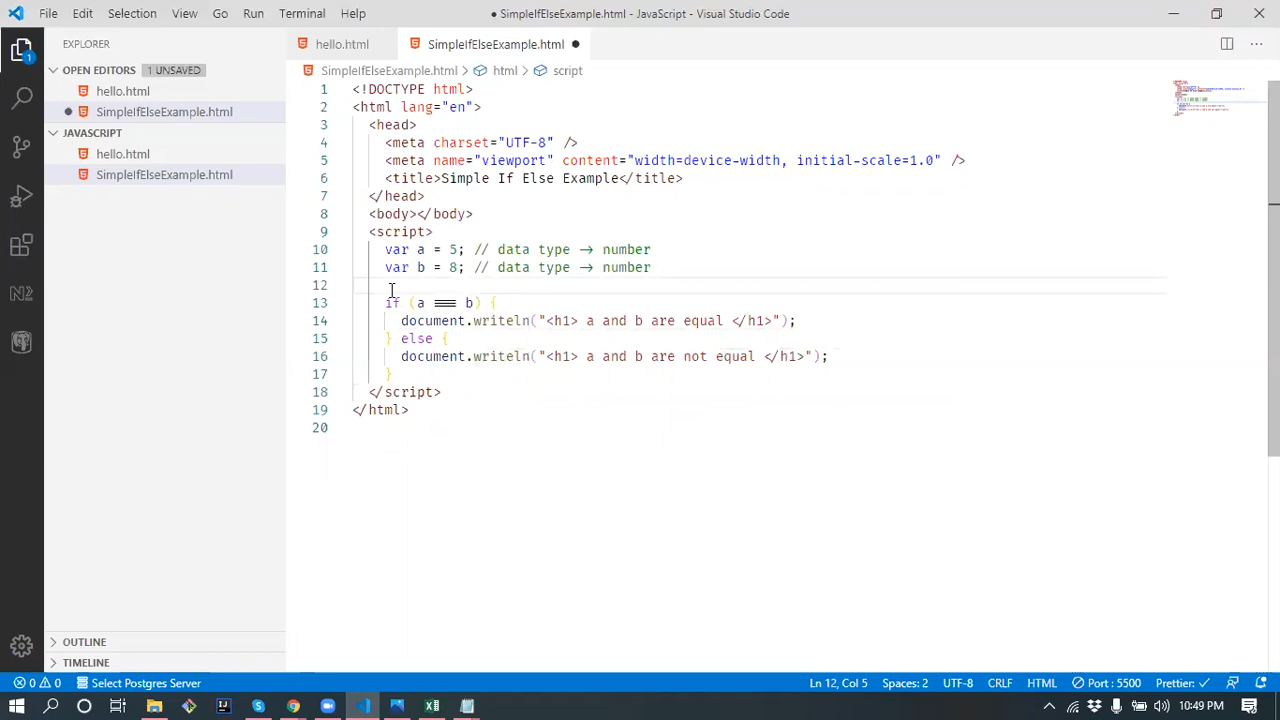 File Edit Selection View Go Run Terminal Help
● SimpleIfElseExample.html - JavaScript - Visual Studio Code
EXPLORER
OPEN EDITORS 1 UNSAVED
hello.html
SimpleIfElseExample.html
JAVASCRIPT
hello.html
SimpleIfElseExample.html
OUTLINE
TIMELINE
hello.html SimpleIfElseExample.html ●
SimpleIfElseExample.html > html > script
1 <!DOCTYPE html>
2 <html lang="en">
3 <head>
4 <meta charset="UTF-8" />
5 <meta name="viewport" content="width=device-width, initial-scale=1.0" />
6 <title>Simple If Else Example</title>
7 </head>
8 <body></body>
9 <script>
10 var a = 5; // data type → number
11 var b = 8; // data type → number
12
13 if (a === b) {
14 document.writeln("<h1> a and b are equal </h1>");
15 } else {
16 document.writeln("<h1> a and b are not equal </h1>");
17 }
18 </script>
19 </html>
20
0 0 Select Postgres Server Ln 12, Col 5 Spaces: 2 UTF-8 CRLF HTML Port : 5500 Prettier: ✓
10:49 PM